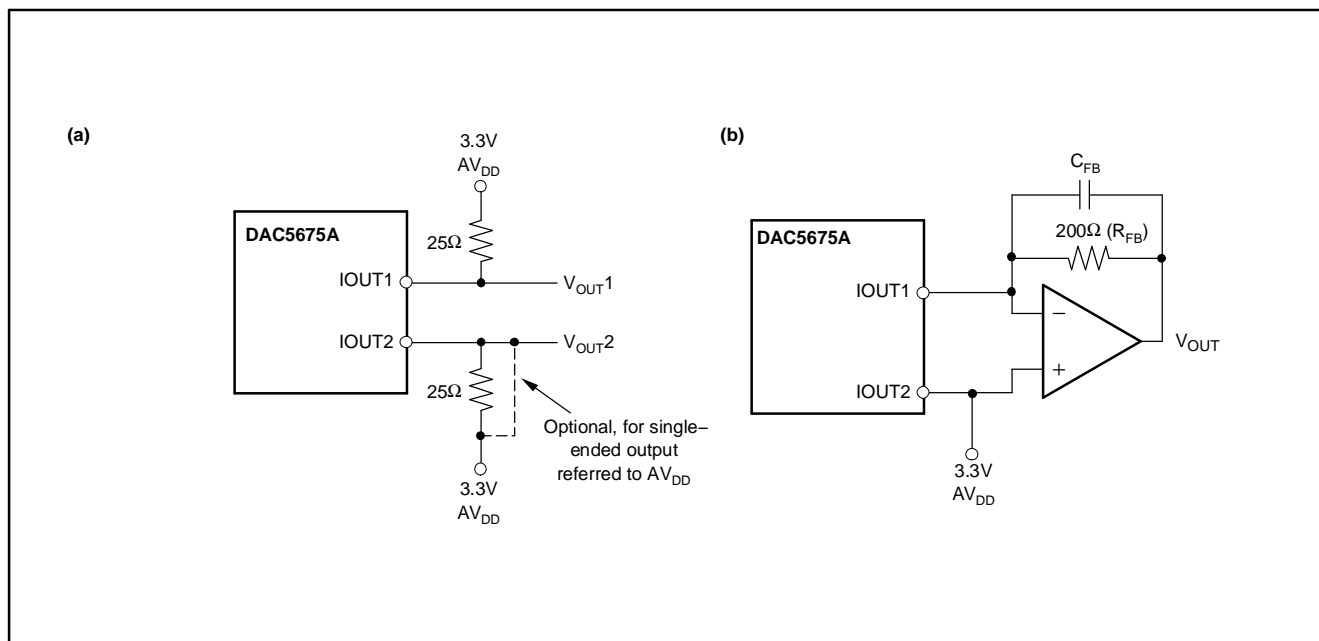 (a)
3.3V
AVDD
DAC5675A
25Ω
IOUT1
VOUT1
IOUT2
VOUT2
25Ω
Optional, for single–
ended output
referred to AVDD
3.3V
AVDD
(b)
CFB
200Ω (RFB)
DAC5675A
IOUT1
−
VOUT
+
IOUT2
3.3V
AVDD